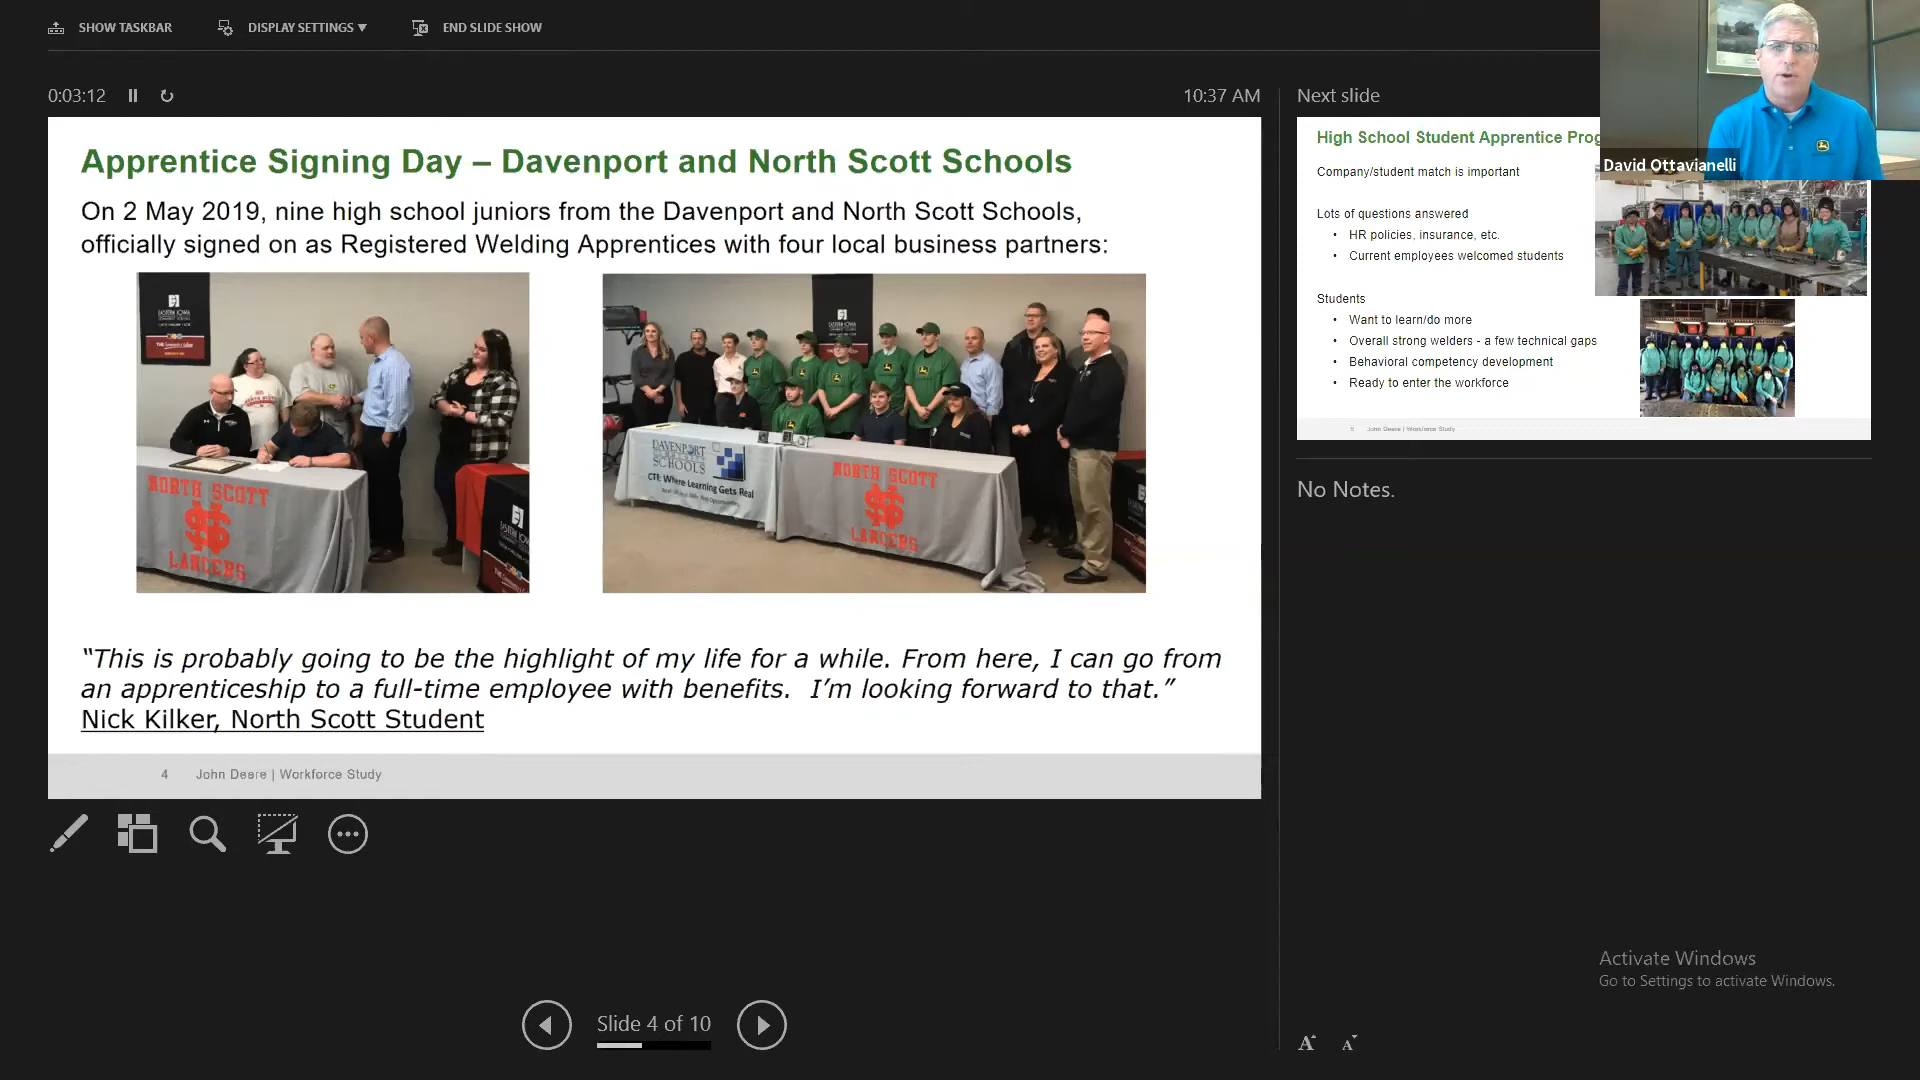 SHOW TASKBAR
DISPLAY SETTINGS ▼
END SLIDE SHOW
0:03:12
10:37 AM
Apprentice Signing Day – Davenport and North Scott Schools
On 2 May 2019, nine high school juniors from the Davenport and North Scott Schools,
officially signed on as Registered Welding Apprentices with four local business partners:
EASTERN IOWA
NORTH SCOTT
LANCERS
DAVENPORT
SCHOOLS
CTE: Where Learning Gets Real
NORTH SCOTT
LANCERS
“This is probably going to be the highlight of my life for a while. From here, I can go from
an apprenticeship to a full-time employee with benefits.  I’m looking forward to that.”
Nick Kilker, North Scott Student
4 John Deere | Workforce Study
Slide 4 of 10
Next slide
High School Student Apprentice Prog
Company/student match is important
Lots of questions answered
• HR policies, insurance, etc.
• Current employees welcomed students
Students
• Want to learn/do more
• Overall strong welders - a few technical gaps
• Behavioral competency development
• Ready to enter the workforce
John Deere | Workforce Study
David Ottavianelli
No Notes.
Activate Windows
Go to Settings to activate Windows.
A A